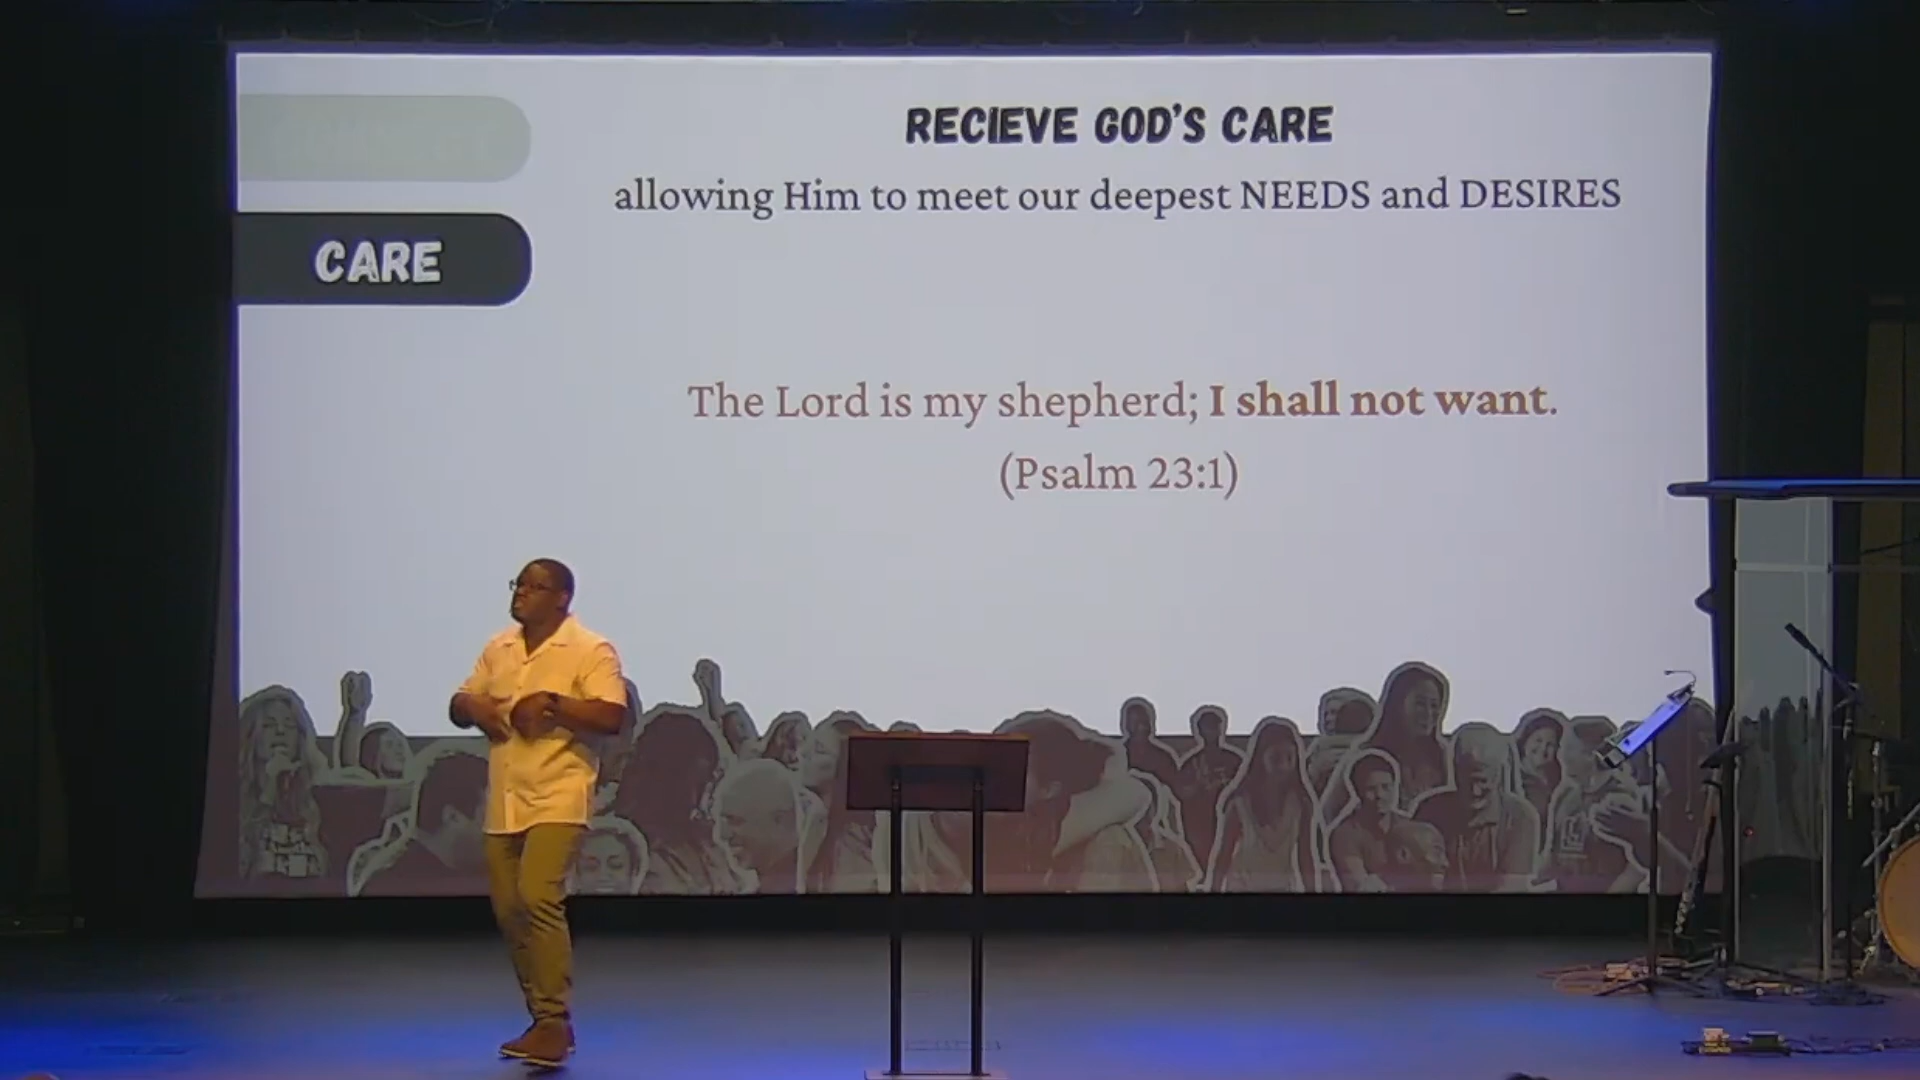 RECIEVE GOD'S CARE
allowing Him to meet our deepest NEEDS and DESIRES
CARE
The Lord is my shepherd; I shall not want.
(Psalm 23:1)